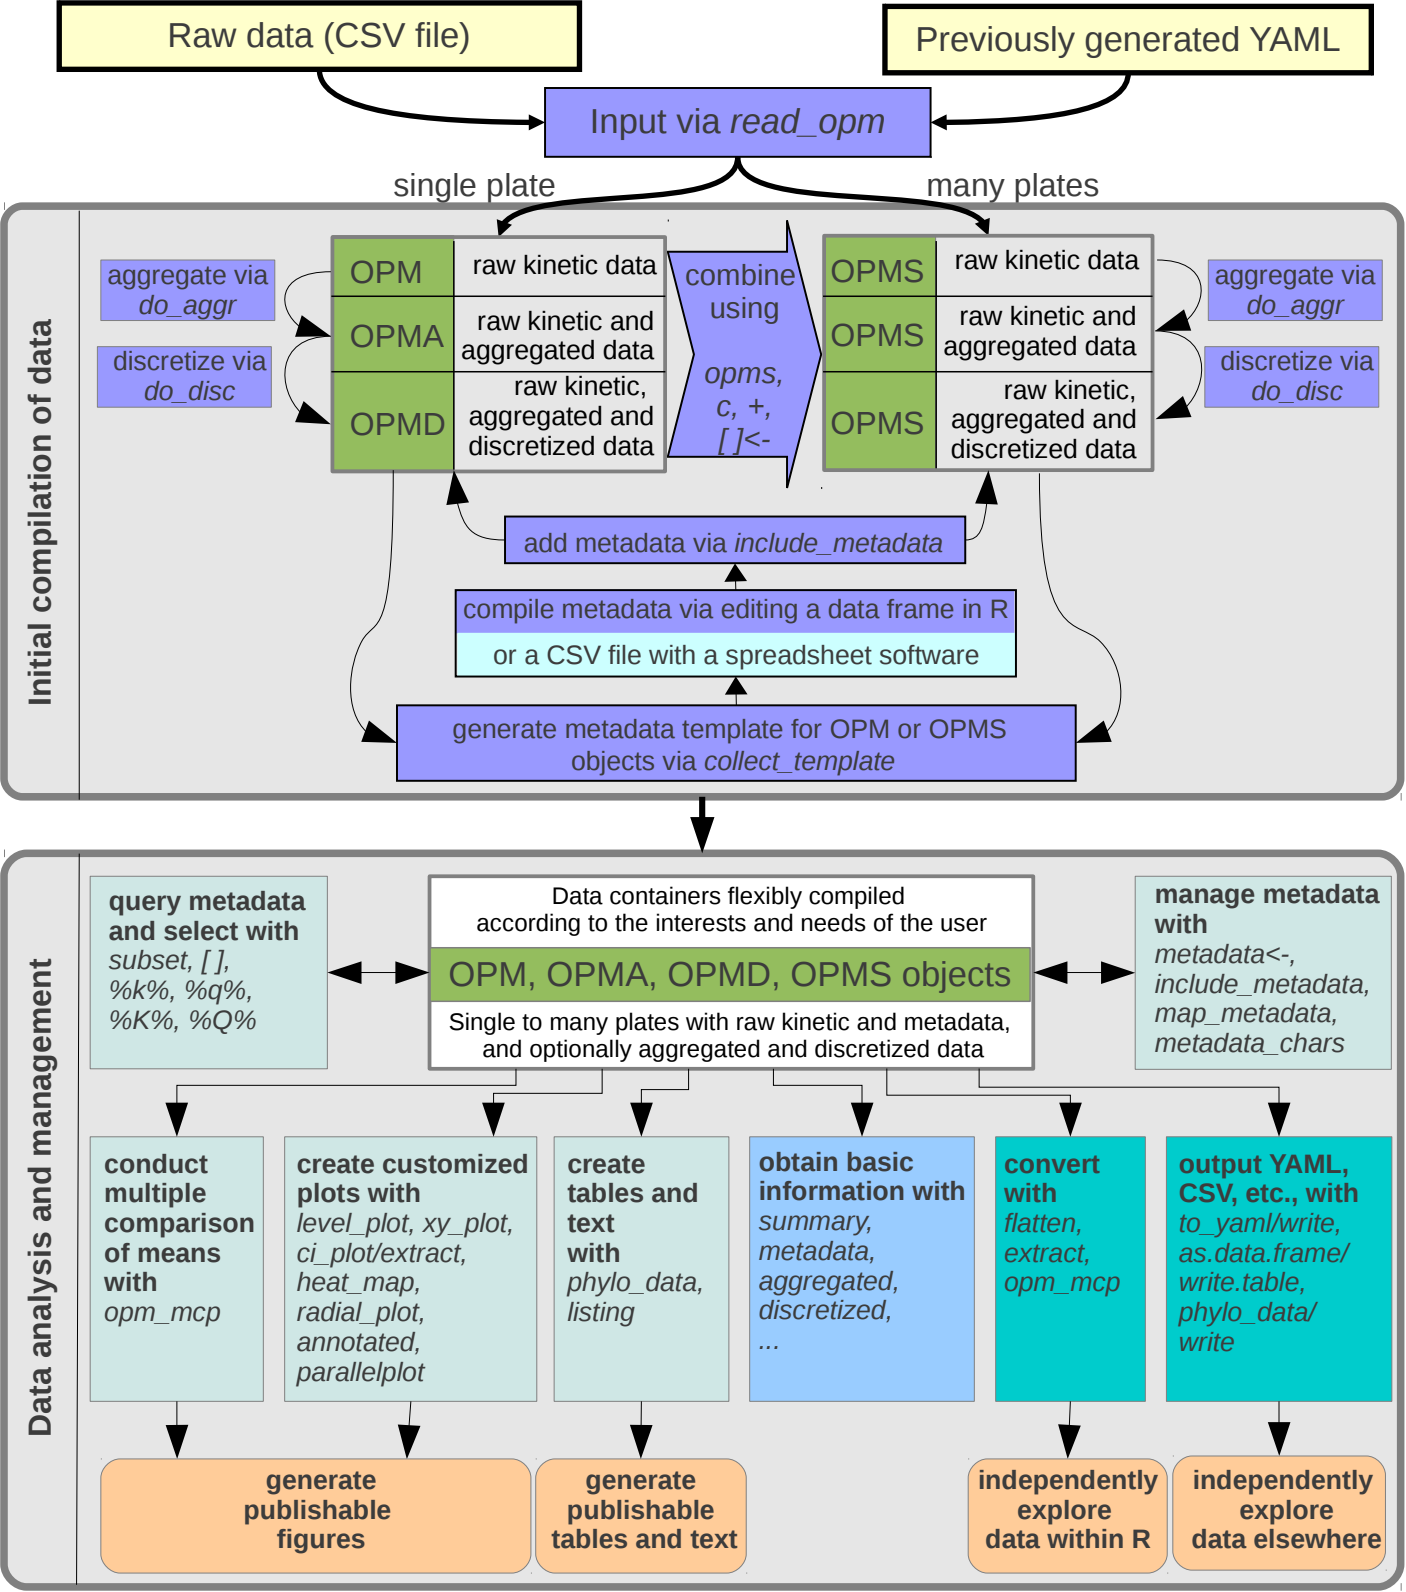 Raw data (CSV file)
Previously generated YAML
Input via read_opm
single plate
many plates
Initial compilation of data
aggregate via
do_aggr
discretize via
do_disc
OPM
raw kinetic data
OPMA
raw kinetic and
aggregated data
OPMD
raw kinetic,
aggregated and
discretized data
combine
using
opms,
c, +,
[ ]<-
OPMS
raw kinetic data
OPMS
raw kinetic and
aggregated data
OPMS
raw kinetic,
aggregated and
discretized data
aggregate via
do_aggr
discretize via
do_disc
add metadata via include_metadata
compile metadata via editing a data frame in R
or a CSV file with a spreadsheet software
generate metadata template for OPM or OPMS
objects via collect_template
Data analysis and management
query metadata
and select with
subset, [ ],
%k%, %q%,
%K%, %Q%
Data containers flexibly compiled
according to the interests and needs of the user
OPM, OPMA, OPMD, OPMS objects
Single to many plates with raw kinetic and metadata,
and optionally aggregated and discretized data
manage metadata
with
metadata<-,
include_metadata,
map_metadata,
metadata_chars
conduct
multiple
comparison
of means
with
opm_mcp
create customized
plots with
level_plot, xy_plot,
ci_plot/extract,
heat_map,
radial_plot,
annotated,
parallelplot
create
tables and
text
with
phylo_data,
listing
obtain basic
information with
summary,
metadata,
aggregated,
discretized,
...
convert
with
flatten,
extract,
opm_mcp
output YAML,
CSV, etc., with
to_yaml/write,
as.data.frame/
write.table,
phylo_data/
write
generate
publishable
figures
generate
publishable
tables and text
independently
explore
data within R
independently
explore
data elsewhere